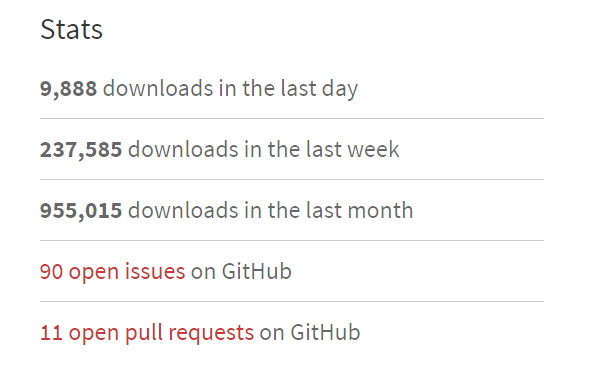 Stats
9,888 downloads in the last day
237,585 downloads in the last week
955,015 downloads in the last month
90 open issues on GitHub
11 open pull requests on GitHub